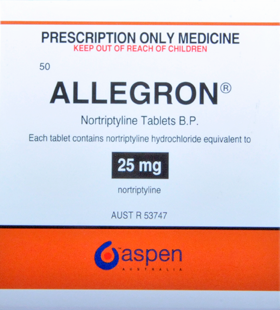 PRESCRIPTION ONLY MEDICINE
KEEP OUT OF REACH OF CHILDREN
50
ALLEGRON®
Nortriptyline Tablets B.P.
Each tablet contains nortriptyline hydrochloride equivalent to
25 mg
nortriptyline
AUST R 53747
aspen
AUSTRALIA